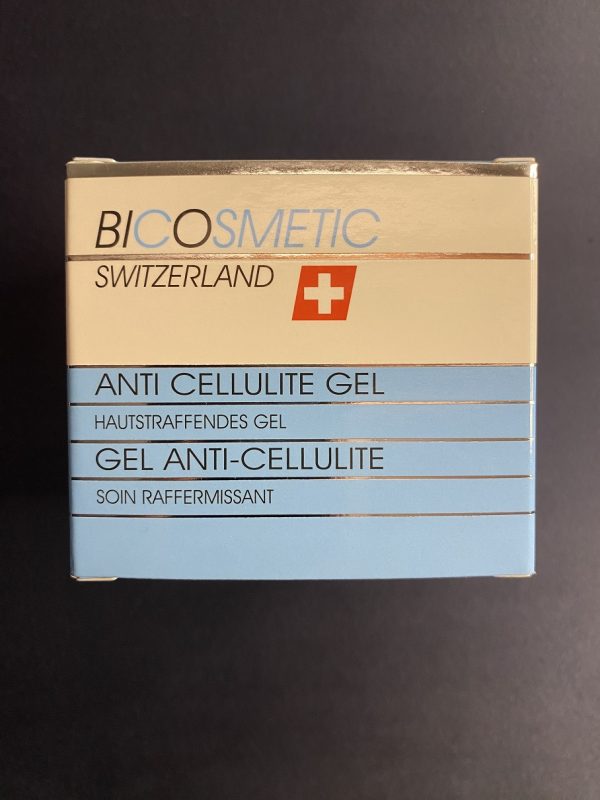 BICOSMETIC
SWITZERLAND
ANTI CELLULITE GEL
HAUTSTRAFFENDES GEL
GEL ANTI-CELLULITE
SOIN RAFFERMISSANT